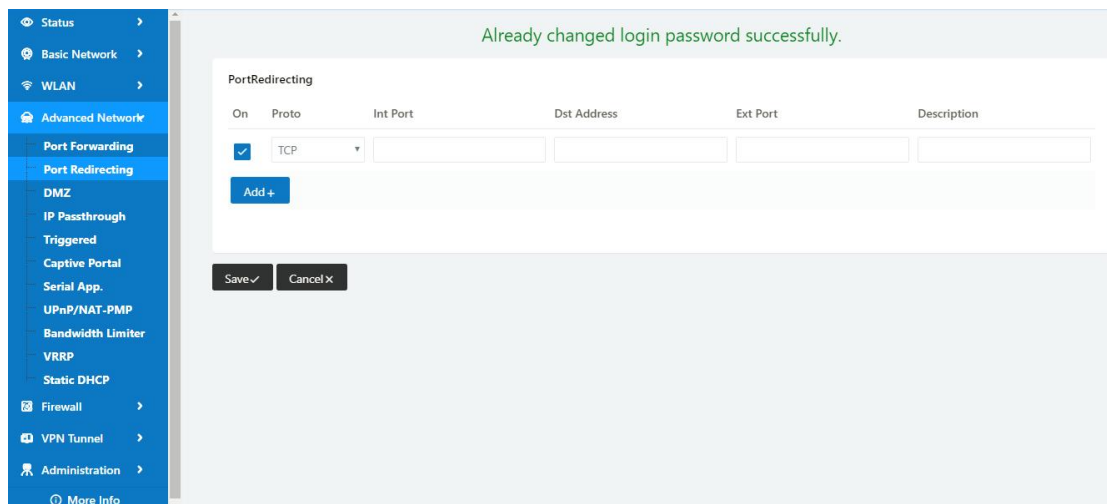 Status
Basic Network
WLAN
Advanced Network
Port Forwarding
Port Redirecting
DMZ
IP Passthrough
Triggered
Captive Portal
Serial App.
UPnP/NAT-PMP
Bandwidth Limiter
VRRP
Static DHCP
Firewall
VPN Tunnel
Administration
More Info
Already changed login password successfully.
PortRedirecting
On Proto Int Port Dst Address Ext Port Description
TCP
Add +
Save Cancel